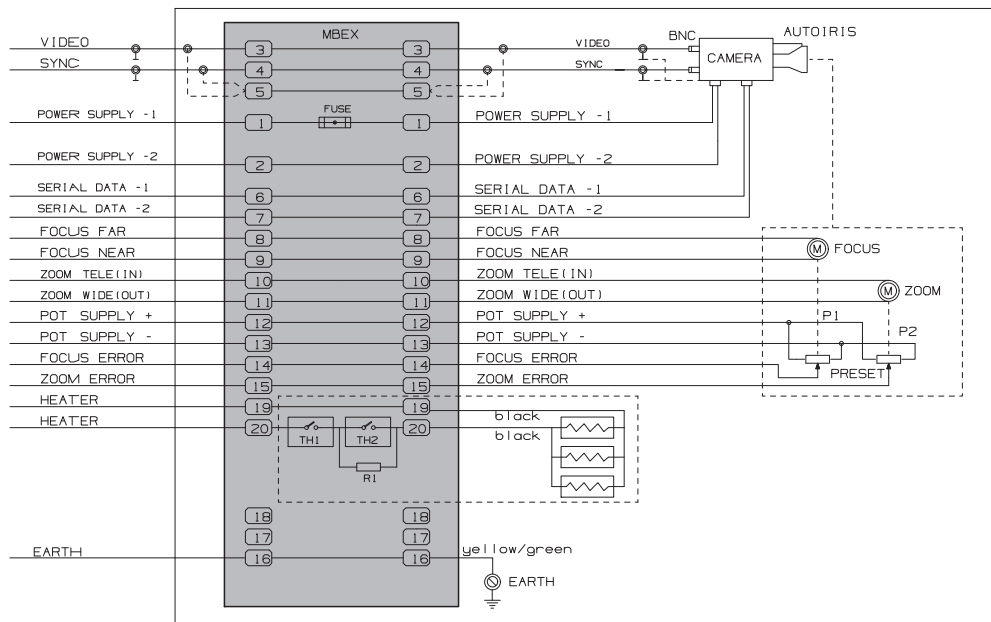 MBEX
BNC
AUTOIRIS
VIDEO 3 3 VIDEO
CAMERA
SYNC 4 4 SYNC
5 5
FUSE
POWER SUPPLY -1 1 1 POWER SUPPLY -1
POWER SUPPLY -2 2 2 POWER SUPPLY -2
SERIAL DATA -1 6 6 SERIAL DATA -1
SERIAL DATA -2 7 7 SERIAL DATA -2
FOCUS FAR 8 8 FOCUS FAR
M FOCUS
FOCUS NEAR 9 9 FOCUS NEAR
ZOOM TELE(IN) 10 10 ZOOM TELE(IN)
M ZOOM
ZOOM WIDE(OUT) 11 11 ZOOM WIDE(OUT)
POT SUPPLY + 12 12 POT SUPPLY +
P1
POT SUPPLY - 13 13 POT SUPPLY -
P2
FOCUS ERROR 14 14 FOCUS ERROR
PRESET
ZOOM ERROR 15 15 ZOOM ERROR
HEATER 19 19
black
HEATER 20 20
black
TH1 TH2
R1
18 18
17 17
EARTH 16 16 yellow/green
EARTH